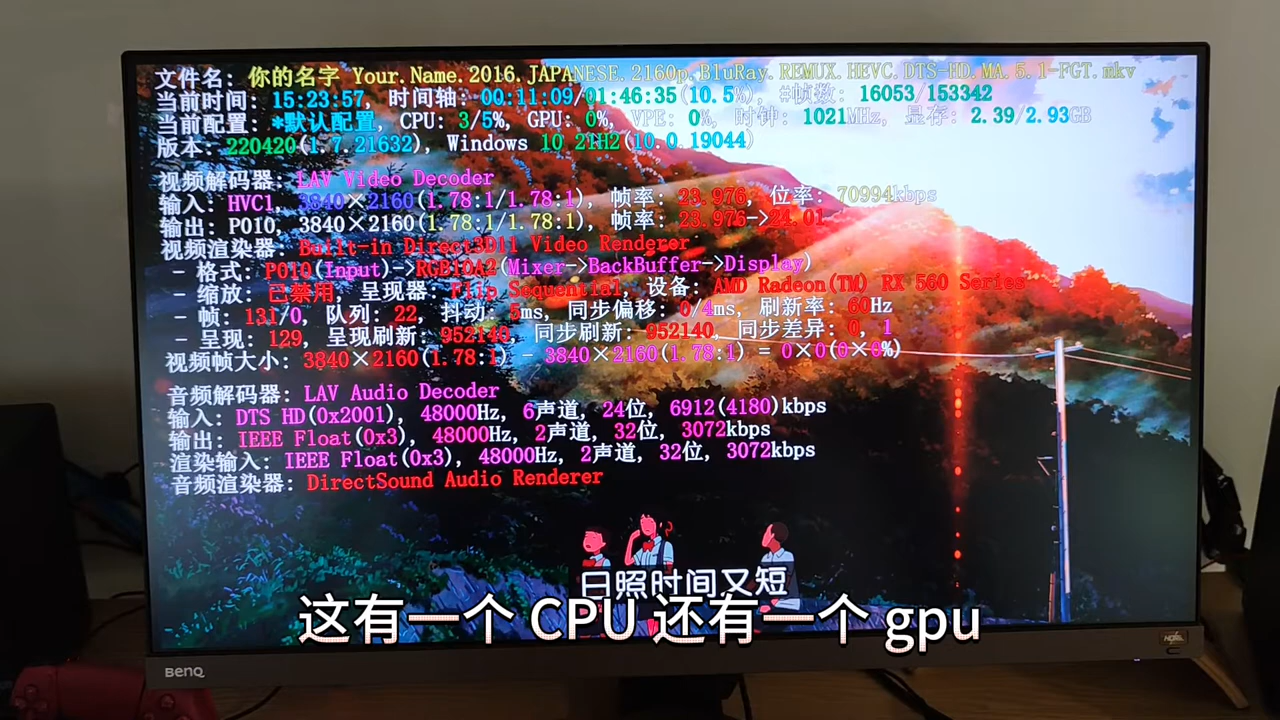 文件名: 你的名字 Your.Name.2016.JAPANESE.2160p.BluRay.REMUX.HEVC.DTS-HD.MA.5.1-FGT.mkv
当前时间: 15:23:57, 时间轴: 00:11:09/01:46:35(10.5%), #帧数: 16053/153342
当前配置: *默认配置, CPU: 3/5%, GPU: 0%, VPE: 0%, 时钟: 1021MHz, 显存: 2.39/2.93GB
版本: 220420(1.7.21632), Windows 10 21H2(10.0.19044)
视频解码器: LAV Video Decoder
输入: HVC1, 3840×2160(1.78:1/1.78:1), 帧率: 23.976, 位率: 70994kbps
输出: P010, 3840×2160(1.78:1/1.78:1), 帧率: 23.976->24.01
视频渲染器: Built-in Direct3D11 Video Renderer
- 格式: P010(Input)->RGB10A2(Mixer->BackBuffer->Display)
- 缩放: 已禁用, 呈现器: Flip Sequential, 设备: AMD Radeon(TM) RX 560 Series
- 帧: 131/0, 队列: 22, 抖动: 5ms, 同步偏移: 0/4ms, 刷新率: 60Hz
- 呈现: 129, 呈现刷新: 952140, 同步刷新: 952140, 同步差异: 0, 1
视频帧大小: 3840×2160(1.78:1) - 3840×2160(1.78:1) = 0×0(0×0%)
音频解码器: LAV Audio Decoder
输入: DTS HD(0x2001), 48000Hz, 6声道, 24位, 6912(4180)kbps
输出: IEEE Float(0x3), 48000Hz, 2声道, 32位, 3072kbps
渲染输入: IEEE Float(0x3), 48000Hz, 2声道, 32位, 3072kbps
音频渲染器: DirectSound Audio Renderer
日照时间又短
这有一个 CPU 还有一个 gpu
BenQ